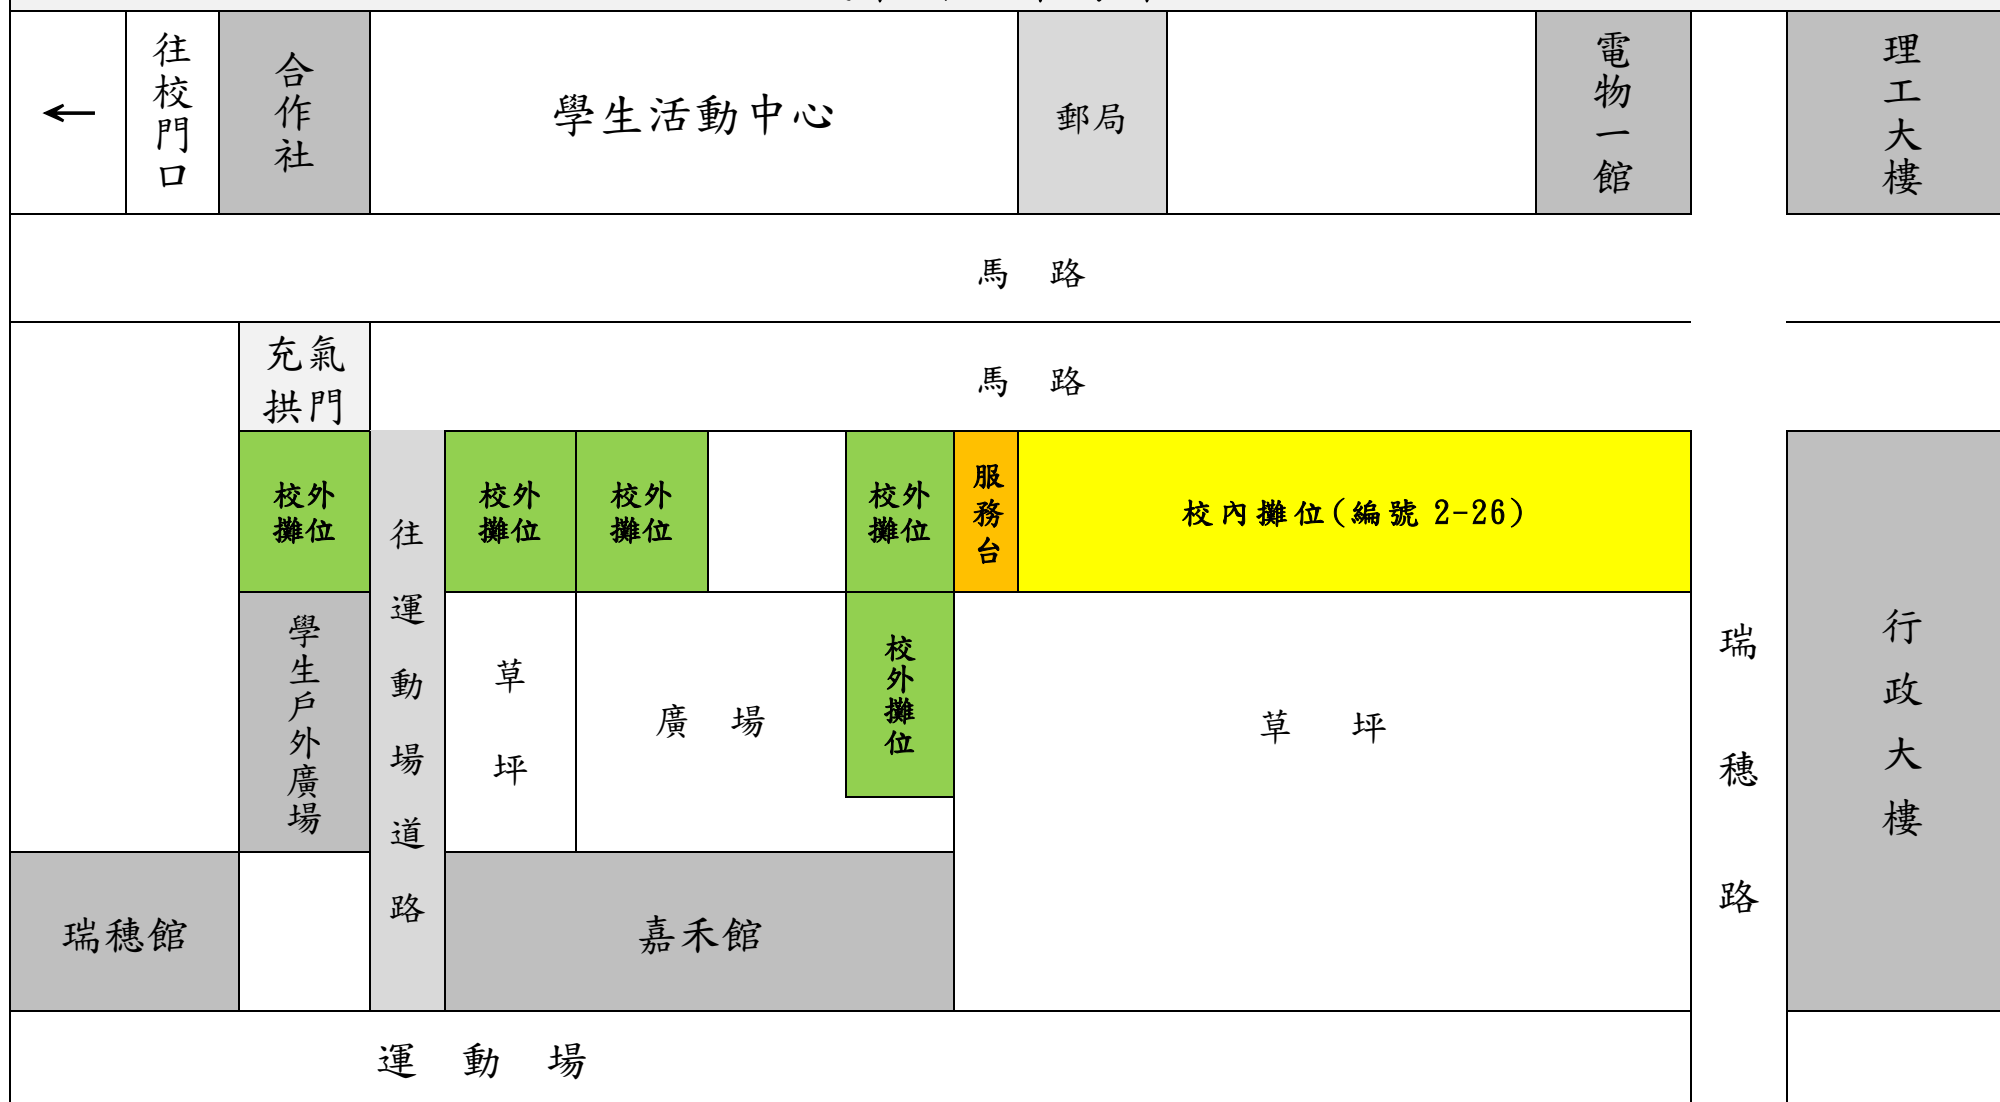 往校門口
合作社
學生活動中心
郵局
電物一館
理工大樓
馬 路
充氣
拱門
馬 路
校外
攤位
往運動場道路
校外
攤位
校外
攤位
校外
攤位
服務台
校內攤位(編號 2-26)
學生戶外廣場
草坪
廣 場
校外攤位
草 坪
瑞穗路
行政大樓
瑞穗館
嘉禾館
運 動 場